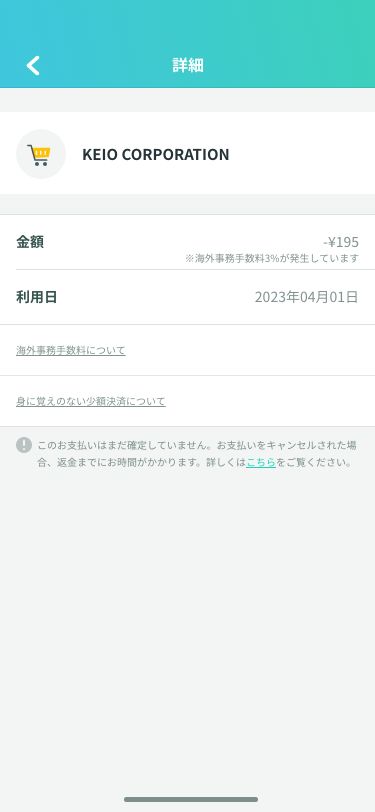 詳細
KEIO CORPORATION
金額 -¥195
※海外事務手数料3%が発生しています
利用日 2023年04月01日
海外事務手数料について
身に覚えのない少額決済について
このお支払いはまだ確定していません。お支払いをキャンセルされた場
合、返金までにお時間がかかります。詳しくはこちらをご覧ください。